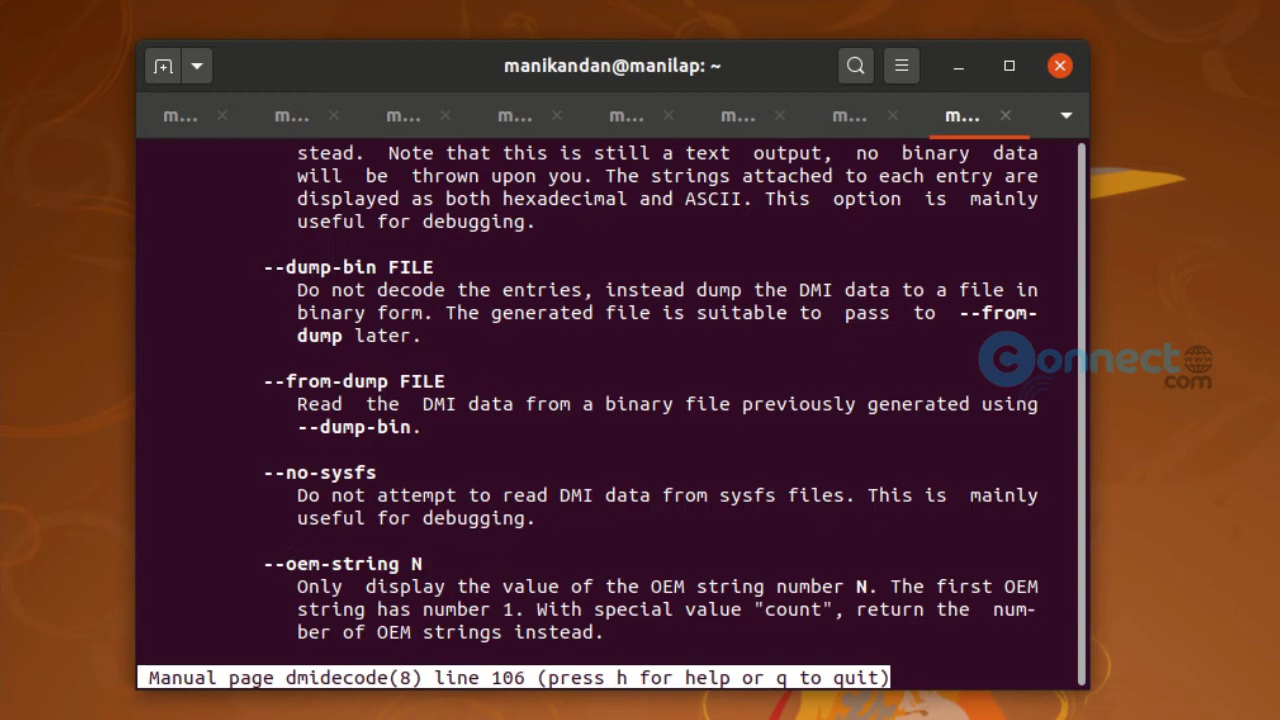 manikandan@manilap: ~
m... m... m... m... m... m... m... m...
stead. Note that this is still a text output, no binary data
will be thrown upon you. The strings attached to each entry are
displayed as both hexadecimal and ASCII. This option is mainly
useful for debugging.
--dump-bin FILE
Do not decode the entries, instead dump the DMI data to a file in
binary form. The generated file is suitable to pass to --from-
dump later.
--from-dump FILE
Read the DMI data from a binary file previously generated using
--dump-bin.
--no-sysfs
Do not attempt to read DMI data from sysfs files. This is mainly
useful for debugging.
--oem-string N
Only display the value of the OEM string number N. The first OEM
string has number 1. With special value "count", return the num-
ber of OEM strings instead.
Manual page dmidecode(8) line 106 (press h for help or q to quit)
Connect www
.com